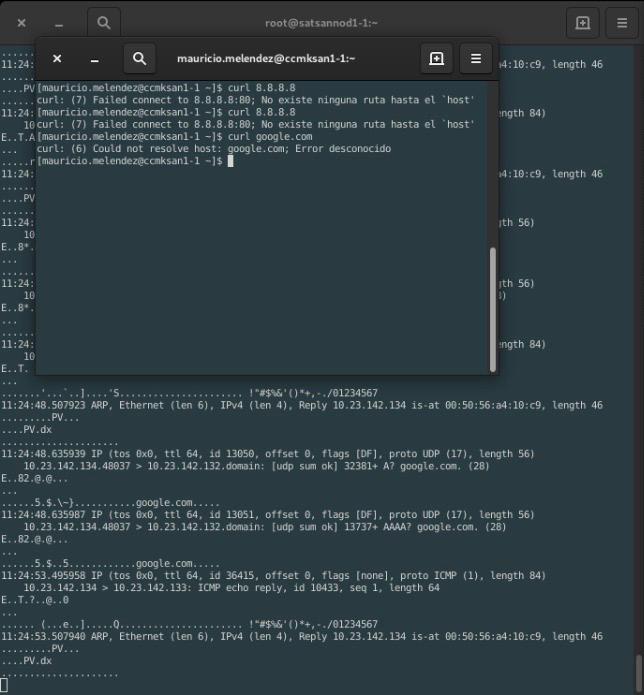 root@satsannod1-1:~
mauricio.melendez@ccmksan1-1:~
[mauricio.melendez@ccmksan1-1 ~]$ curl 8.8.8.8
curl: (7) Failed connect to 8.8.8.8:80; No existe ninguna ruta hasta el `host'
[mauricio.melendez@ccmksan1-1 ~]$ curl 8.8.8.8
curl: (7) Failed connect to 8.8.8.8:80; No existe ninguna ruta hasta el `host'
[mauricio.melendez@ccmksan1-1 ~]$ curl google.com
curl: (6) Could not resolve host: google.com; Error desconocido
[mauricio.melendez@ccmksan1-1 ~]$
......
11:24: a4:10:c9, length 46
......
....PV
11:24: gth 84)
10
E..T.A
...
......r
11:24: a4:10:c9, length 46
......
....PV
11:24: gth 56)
10
E..8*.
...
......
11:24: gth 56)
10 )
E..8*.
...
......
11:24: ength 84)
10
E..T.
...
.......'...`..]....'S...................... !"#$%&'()*+,-./01234567
11:24:48.507923 ARP, Ethernet (len 6), IPv4 (len 4), Reply 10.23.142.134 is-at 00:50:56:a4:10:c9, length 46
.........PV...
....PV.dx
.....................
11:24:48.635939 IP (tos 0x0, ttl 64, id 13050, offset 0, flags [DF], proto UDP (17), length 56)
10.23.142.134.48037 > 10.23.142.132.domain: [udp sum ok] 32381+ A? google.com. (28)
E..82.@.@...
...
......5.$.\~}...........google.com.....
11:24:48.635987 IP (tos 0x0, ttl 64, id 13051, offset 0, flags [DF], proto UDP (17), length 56)
10.23.142.134.48037 > 10.23.142.132.domain: [udp sum ok] 13737+ AAAA? google.com. (28)
E..82.@.@...
...
......5.$..5...........google.com.....
11:24:53.495958 IP (tos 0x0, ttl 64, id 36415, offset 0, flags [none], proto ICMP (1), length 84)
10.23.142.134 > 10.23.142.133: ICMP echo reply, id 10433, seq 1, length 64
E..T.?..@..0
...
...... (...e..]....Q...................... !"#$%&'()*+,-./01234567
11:24:53.507940 ARP, Ethernet (len 6), IPv4 (len 4), Reply 10.23.142.134 is-at 00:50:56:a4:10:c9, length 46
.........PV...
....PV.dx
.....................